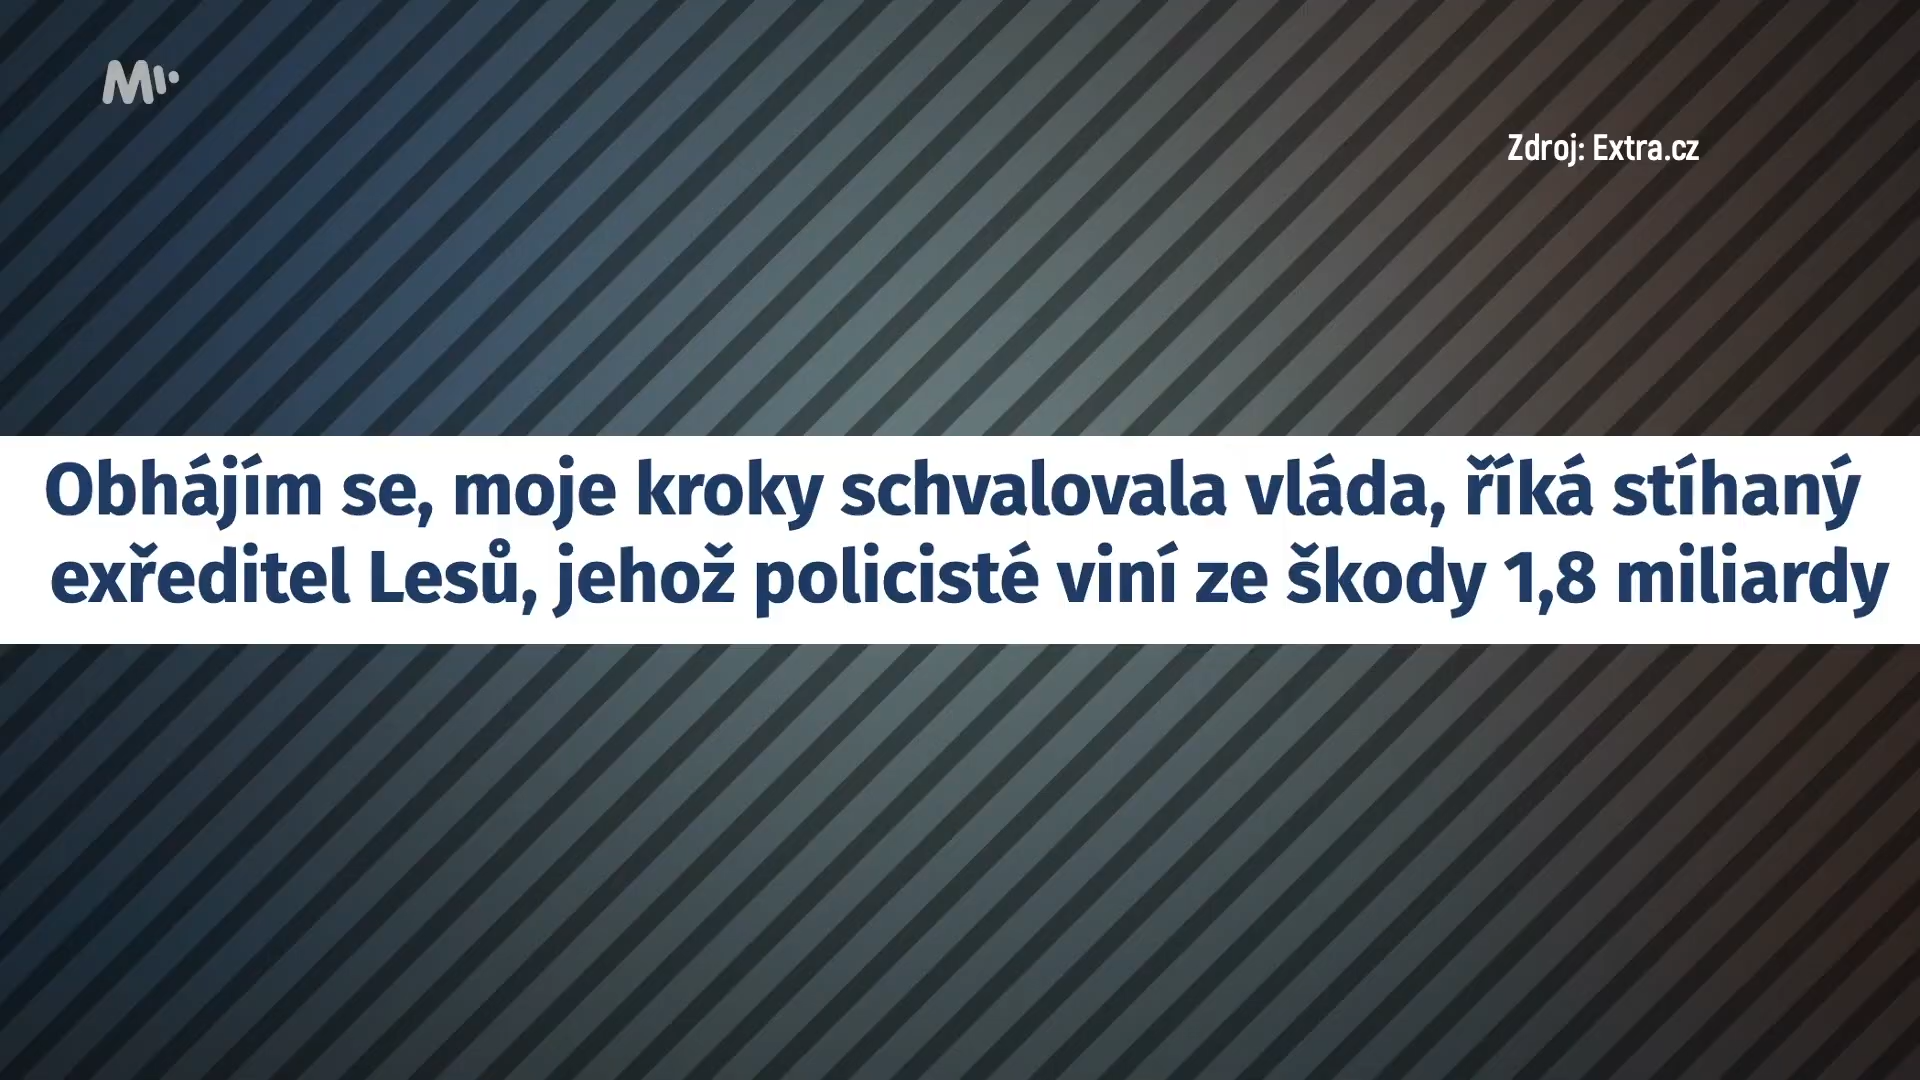 Zdroj: Extra.cz
Obhájím se, moje kroky schvalovala vláda, říká stíhaný
exředitel Lesů, jehož policisté viní ze škody 1,8 miliardy